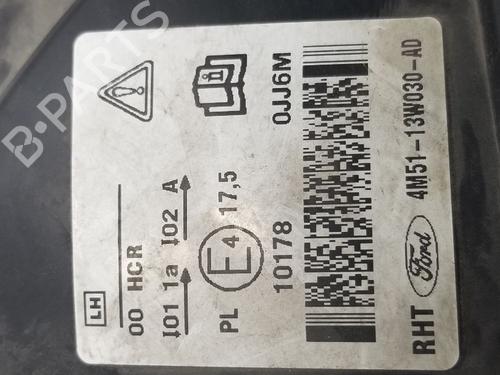 LH
00 HCR
I01 1a I02 A
PL E4 17,5
10178
0JJ6M
RHT Ford 4M51-13W030-AD
B-PARTS